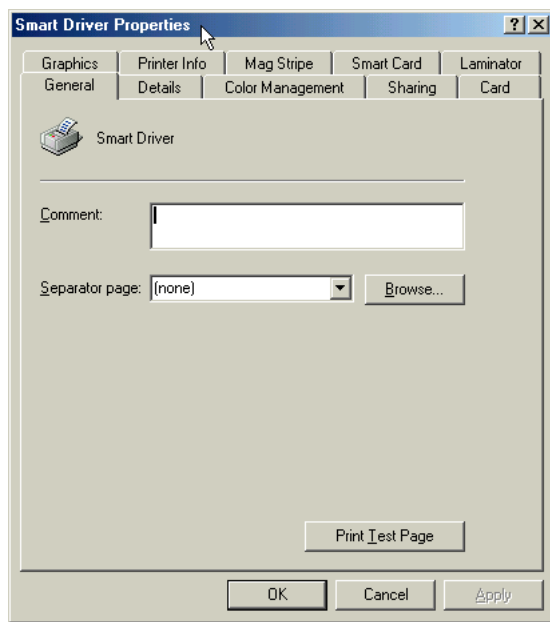 Smart Driver Properties
Graphics Printer Info Mag Stripe Smart Card Laminator
General Details Color Management Sharing Card
Smart Driver
Comment:
Separator page: (none) Browse...
Print Test Page
OK Cancel Apply